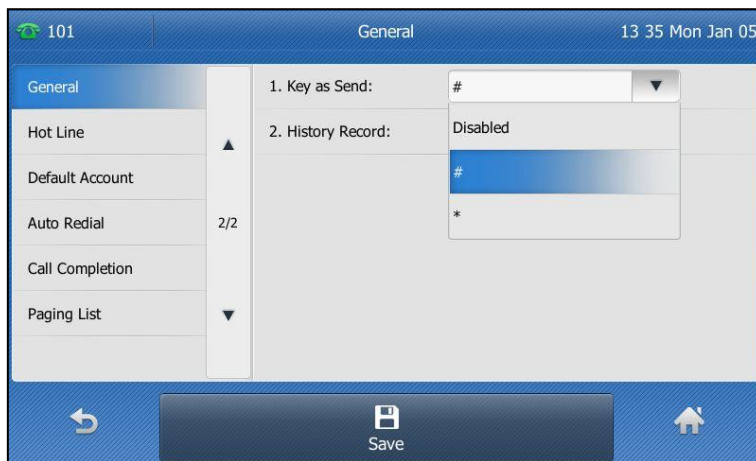 101 General 13 35 Mon Jan 05
General
Hot Line
Default Account
Auto Redial
Call Completion
Paging List
2/2
1. Key as Send: #
2. History Record:
Disabled
#
*
Save